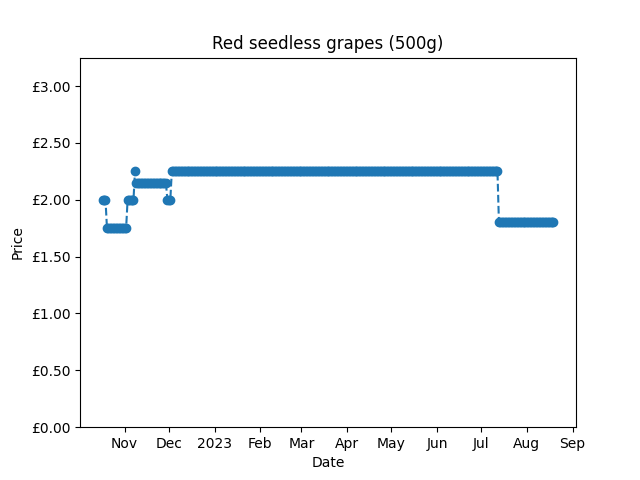 Red seedless grapes (500g)
£3.00
£2.50
£2.00
£1.50
£1.00
£0.50
£0.00
Price
Nov Dec 2023 Feb Mar Apr May Jun Jul Aug Sep
Date